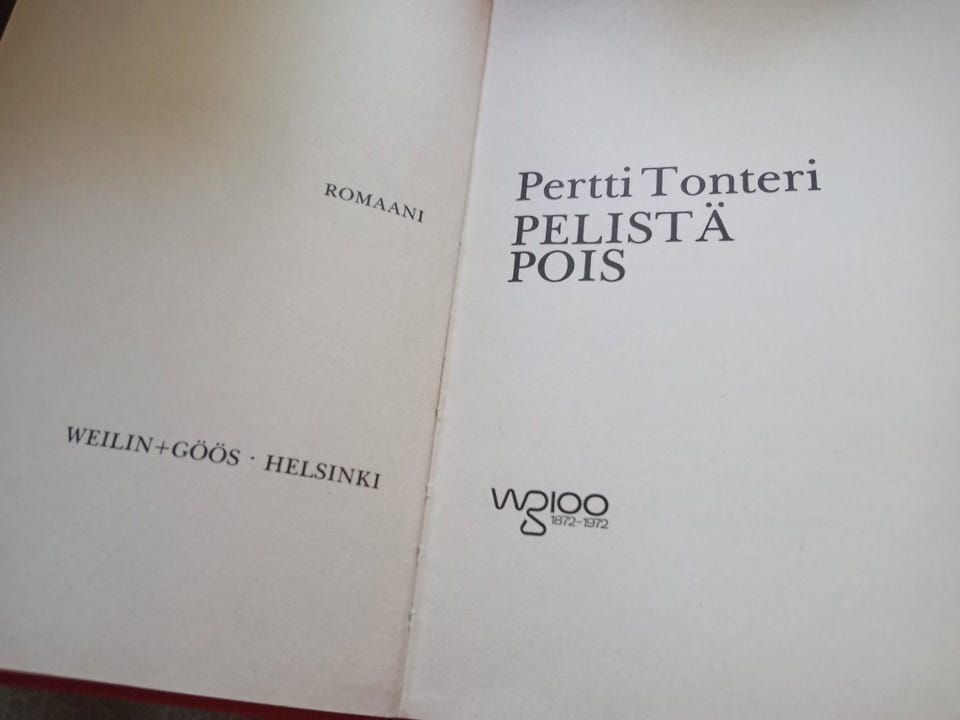 ROMAANI
WEILIN+GÖÖS · HELSINKI
Pertti Tonteri
PELISTÄ
POIS
WG100
1872-1972